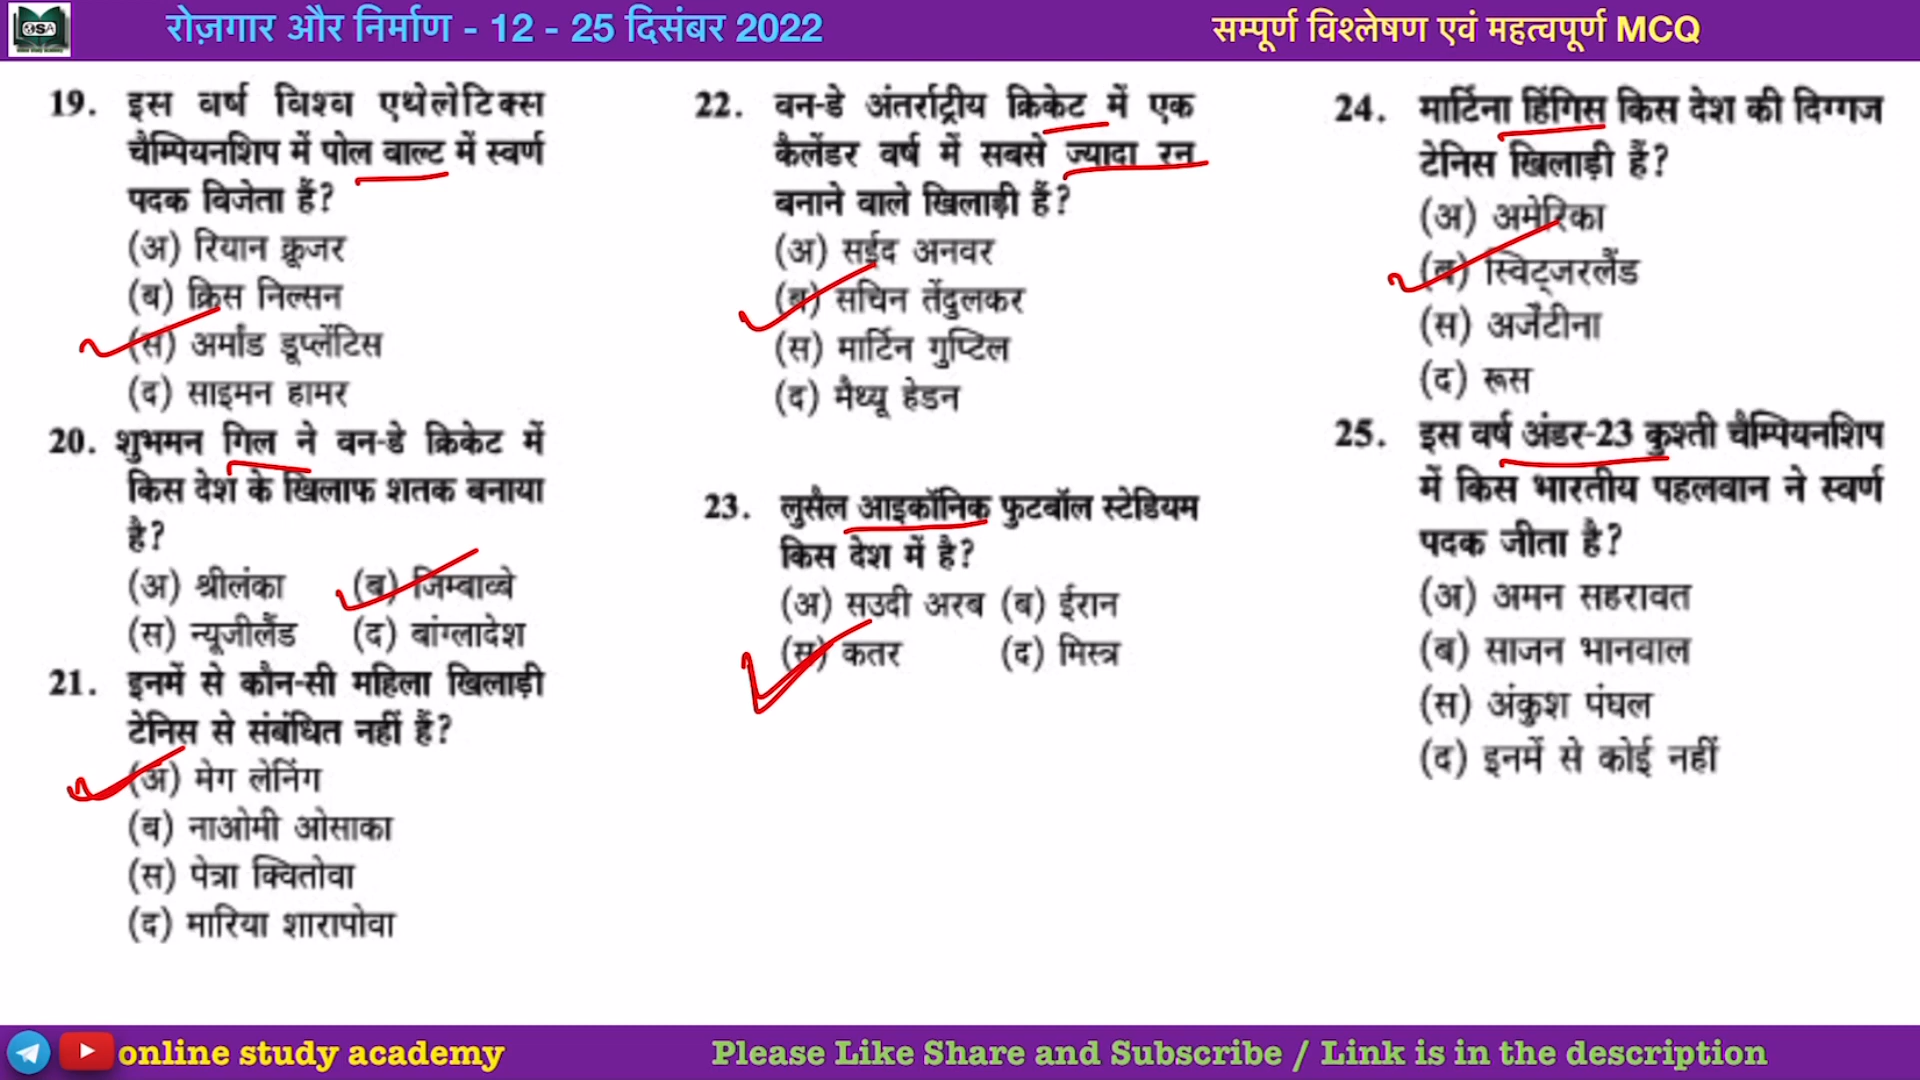 OSA
रोज़गार और निर्माण - 12 - 25 दिसंबर 2022
सम्पूर्ण विश्लेषण एवं महत्वपूर्ण MCQ
19. इस वर्ष विश्व एथेलेटिक्स
चैम्पियनशिप में पोल वाल्ट में स्वर्ण
पदक विजेता हैं?
(अ) रियान क्रूजर
(ब) क्रिस निल्सन
(स) अर्मांड डूप्लेंटिस
(द) साइमन हामर
20. शुभमन गिल ने वन-डे क्रिकेट में
किस देश के खिलाफ शतक बनाया
है?
(अ) श्रीलंका (ब) जिम्बाव्वे
(स) न्यूजीलैंड (द) बांग्लादेश
21. इनमें से कौन-सी महिला खिलाड़ी
टेनिस से संबंधित नहीं हैं?
(अ) मेग लेनिंग
(ब) नाओमी ओसाका
(स) पेत्रा क्वितोवा
(द) मारिया शारापोवा
22. वन-डे अंतर्राट्रीय क्रिकेट में एक
कैलेंडर वर्ष में सबसे ज्यादा रन
बनाने वाले खिलाड़ी हैं?
(अ) सईद अनवर
(ब) सचिन तेंदुलकर
(स) मार्टिन गुप्टिल
(द) मैथ्यू हेडन
23. लुसैल आइकॉनिक फुटबॉल स्टेडियम
किस देश में है?
(अ) सउदी अरब (ब) ईरान
(स) कतर (द) मिस्त्र
24. मार्टिना हिंगिस किस देश की दिग्गज
टेनिस खिलाड़ी हैं?
(अ) अमेरिका
(ब) स्विट्जरलैंड
(स) अर्जेंटीना
(द) रूस
25. इस वर्ष अंडर-23 कुश्ती चैम्पियनशिप
में किस भारतीय पहलवान ने स्वर्ण
पदक जीता है?
(अ) अमन सहरावत
(ब) साजन भानवाल
(स) अंकुश पंघल
(द) इनमें से कोई नहीं
online study academy
Please Like Share and Subscribe / Link is in the description